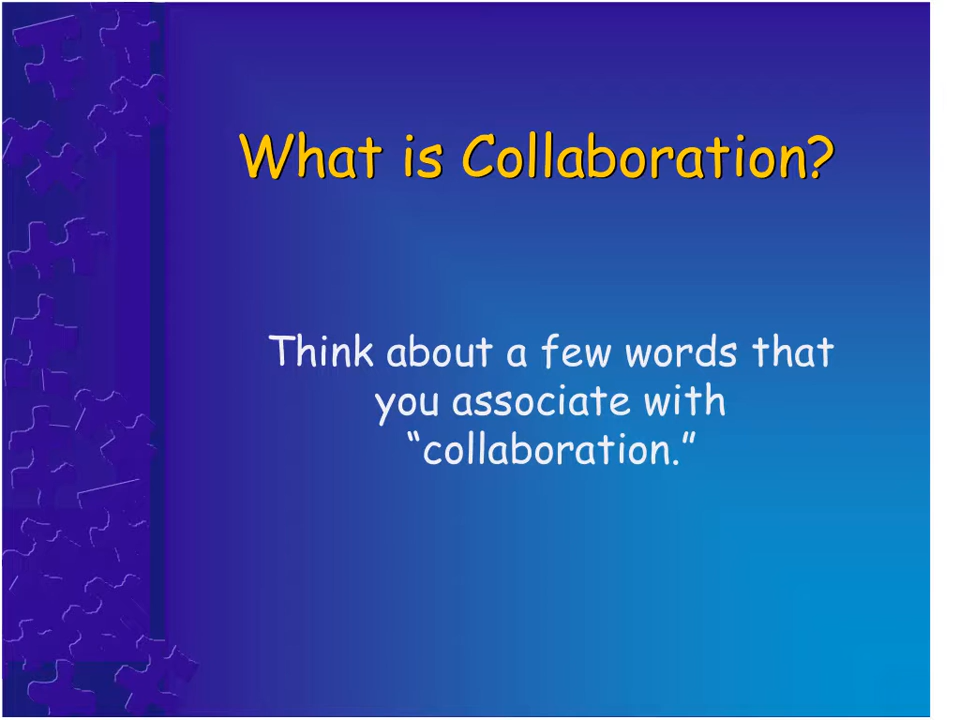 What is Collaboration?
Think about a few words that
you associate with
“collaboration.”